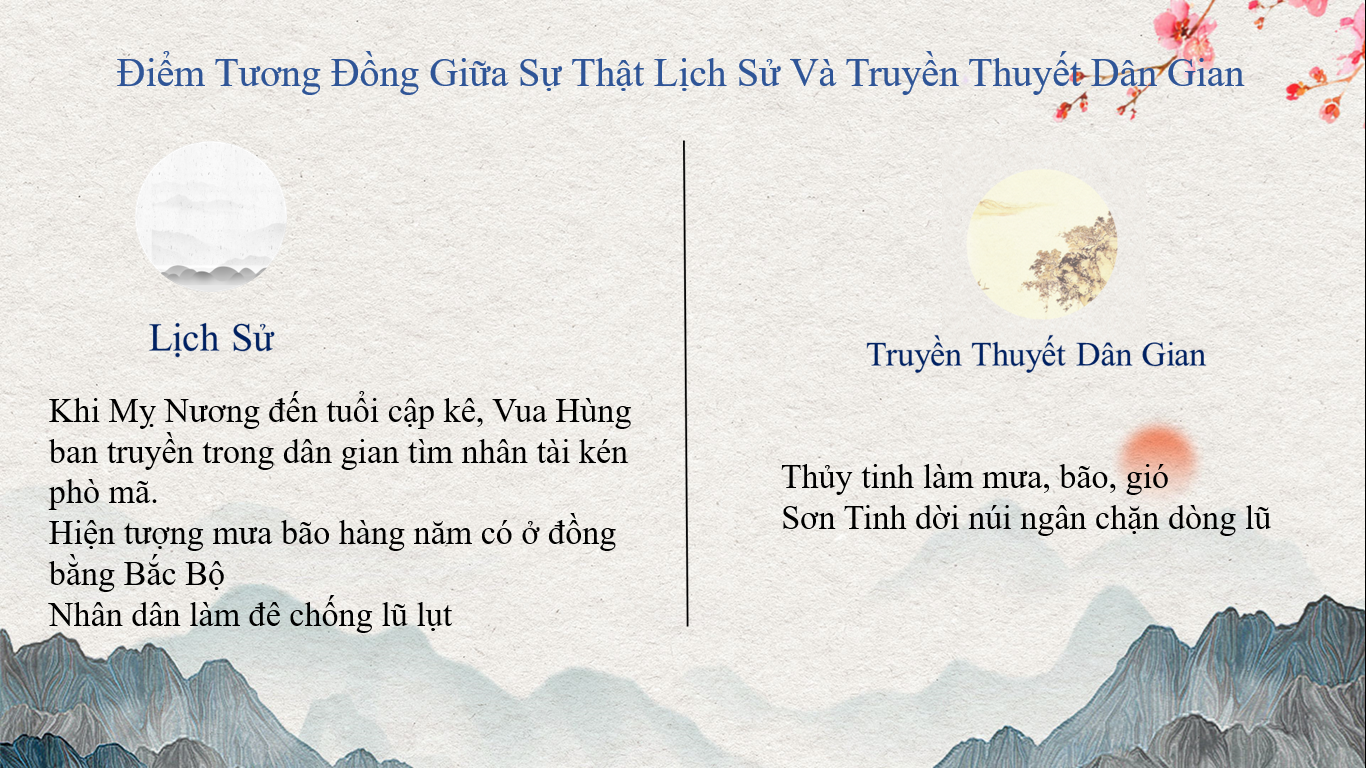 Điểm Tương Đồng Giữa Sự Thật Lịch Sử Và Truyền Thuyết Dân Gian
Lịch Sử
Khi Mỵ Nương đến tuổi cập kê, Vua Hùng
ban truyền trong dân gian tìm nhân tài kén
phò mã.
Hiện tượng mưa bão hàng năm có ở đồng
bằng Bắc Bộ
Nhân dân làm đê chống lũ lụt
Truyền Thuyết Dân Gian
Thủy tinh làm mưa, bão, gió
Sơn Tinh dời núi ngân chặn dòng lũ